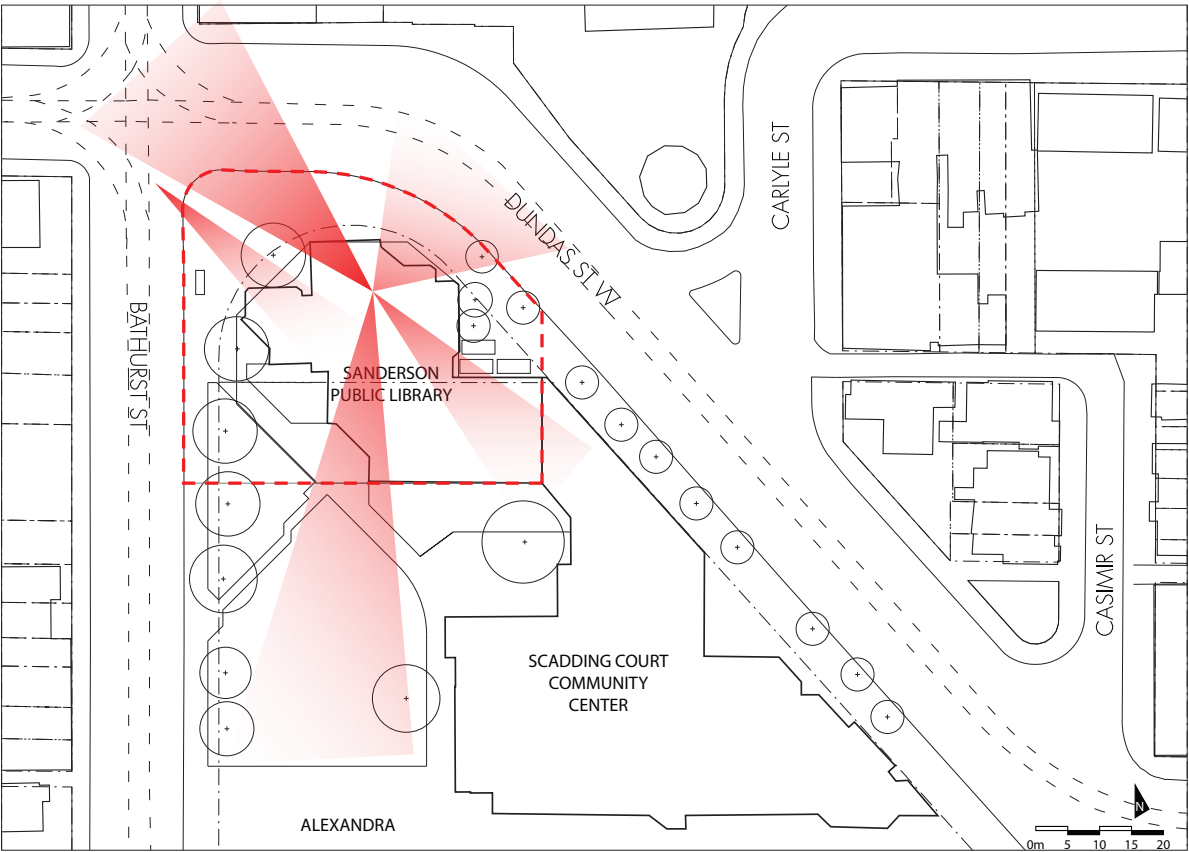 CARLYLE ST
DUNDAS ST W
BATHURST ST
SANDERSON
PUBLIC LIBRARY
CASIMIR ST
SCADDING COURT
COMMUNITY
CENTER
ALEXANDRA
N
0m 5 10 15 20